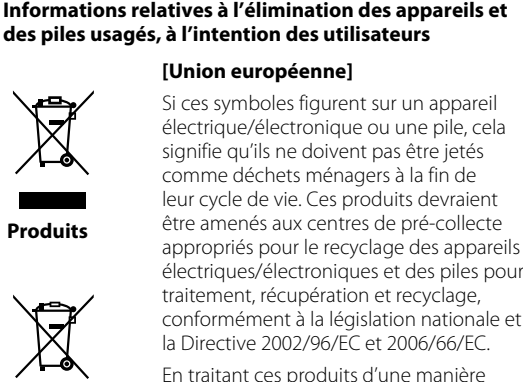 Informations relatives à l’élimination des appareils et
des piles usagés, à l’intention des utilisateurs
[Union européenne]
Si ces symboles figurent sur un appareil
électrique/électronique ou une pile, cela
signifie qu’ils ne doivent pas être jetés
comme déchets ménagers à la fin de
leur cycle de vie. Ces produits devraient
être amenés aux centres de pré-collecte
appropriés pour le recyclage des appareils
électriques/électroniques et des piles pour
traitement, récupération et recyclage,
conformément à la législation nationale et
la Directive 2002/96/EC et 2006/66/EC.
En traitant ces produits d’une manière
Produits